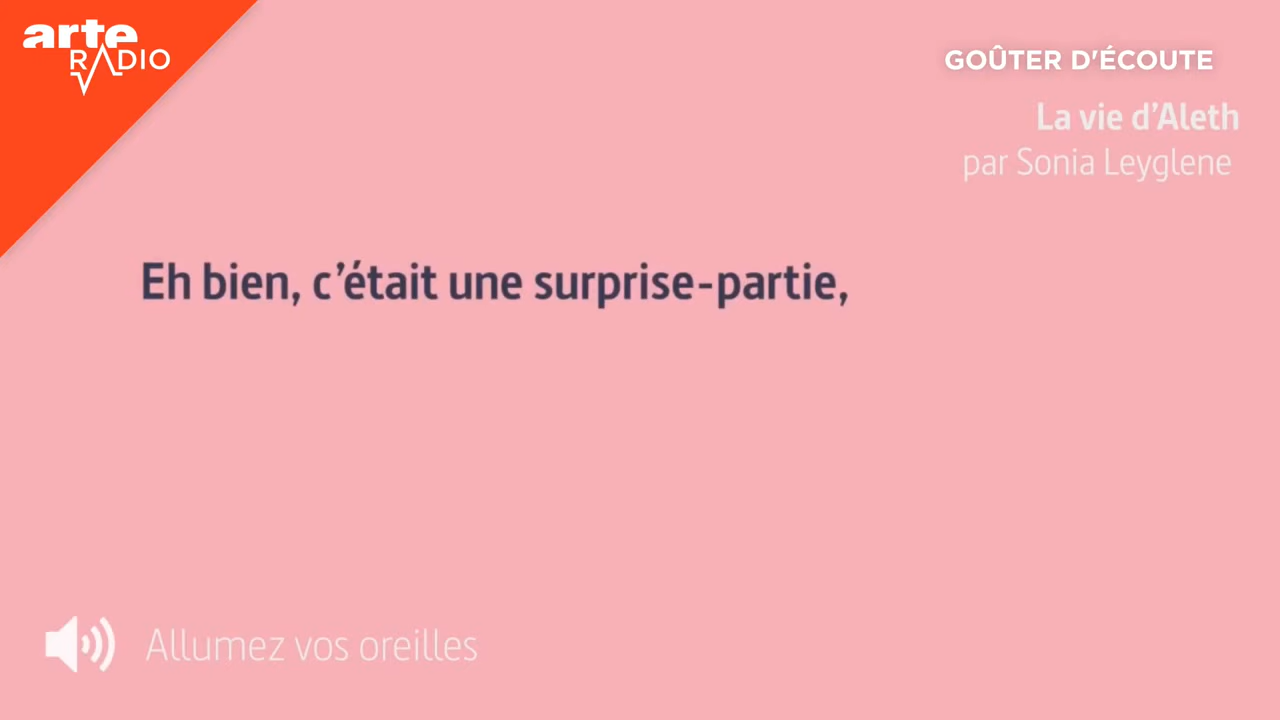 arte
RADIO
GOÛTER D'ÉCOUTE
La vie d’Aleth
par Sonia Leyglene
Eh bien, c’était une surprise-partie,
Allumez vos oreilles